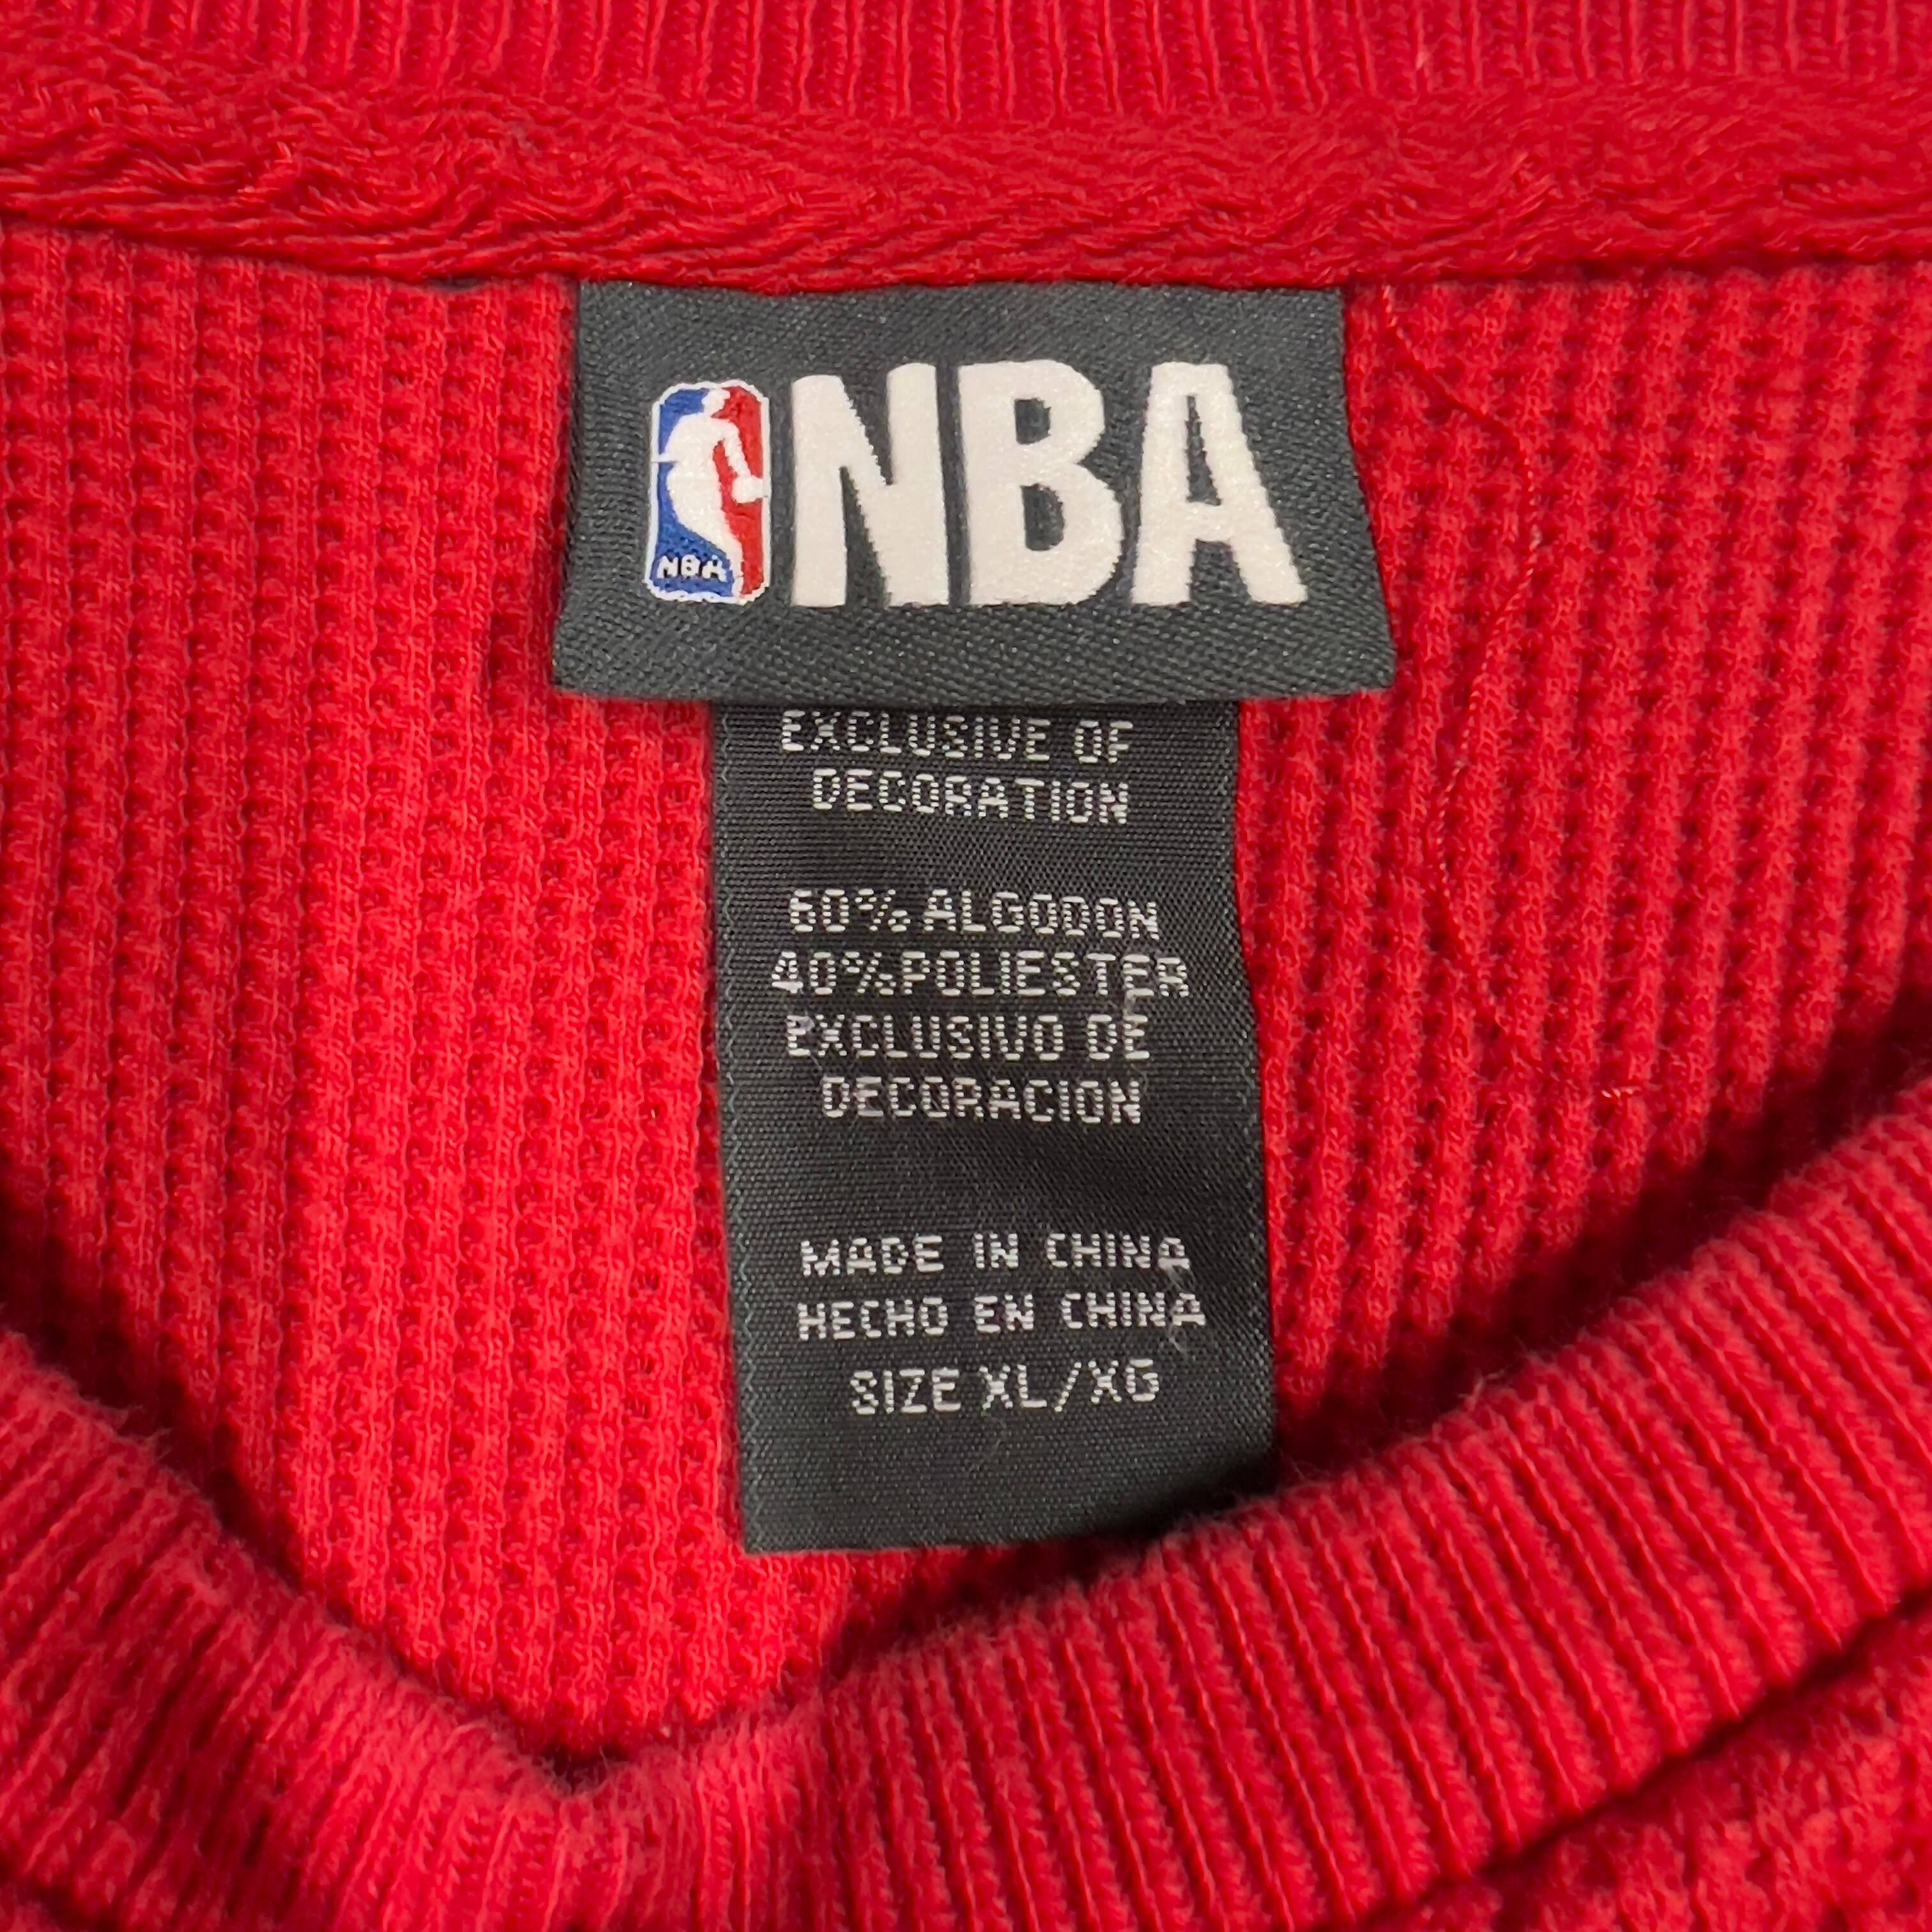 NBA
NBA
EXCLUSIVE OF
DECORATION
60% ALGODON
40% POLIESTER
EXCLUSIVO DE
DECORACION
MADE IN CHINA
HECHO EN CHINA
SIZE XL/XG